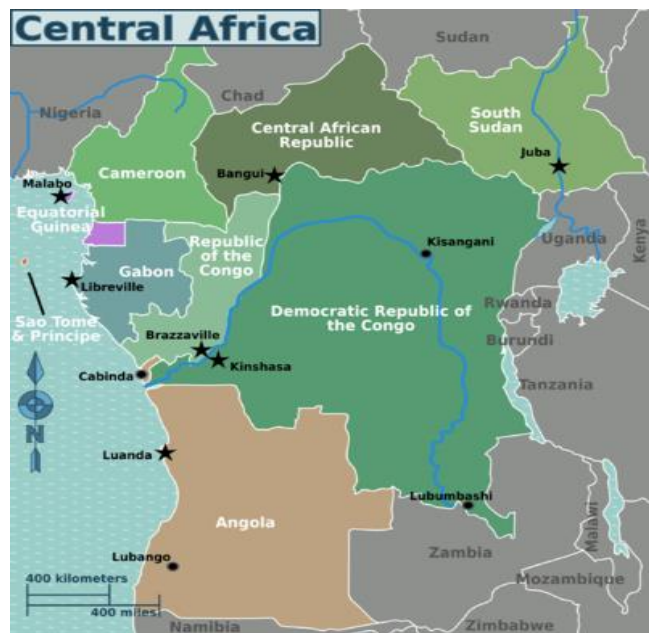 Central Africa
Sudan
Chad
Nigeria
South
Sudan
Central African
Republic
Juba
Cameroon
Bangui
Malabo
Equatorial
Guinea
Republic
of the Congo
Kisangani
Uganda
Kenya
Gabon
Libreville
Rwanda
Democratic Republic of
the Congo
Sao Tome
& Principe
Brazzaville
Burundi
Kinshasa
Cabinda
Tanzania
N
Luanda
Lubumbashi
Angola
Malawi
Zambia
Lubango
400 kilometers
Mozambique
400 miles
Namibia
Zimbabwe